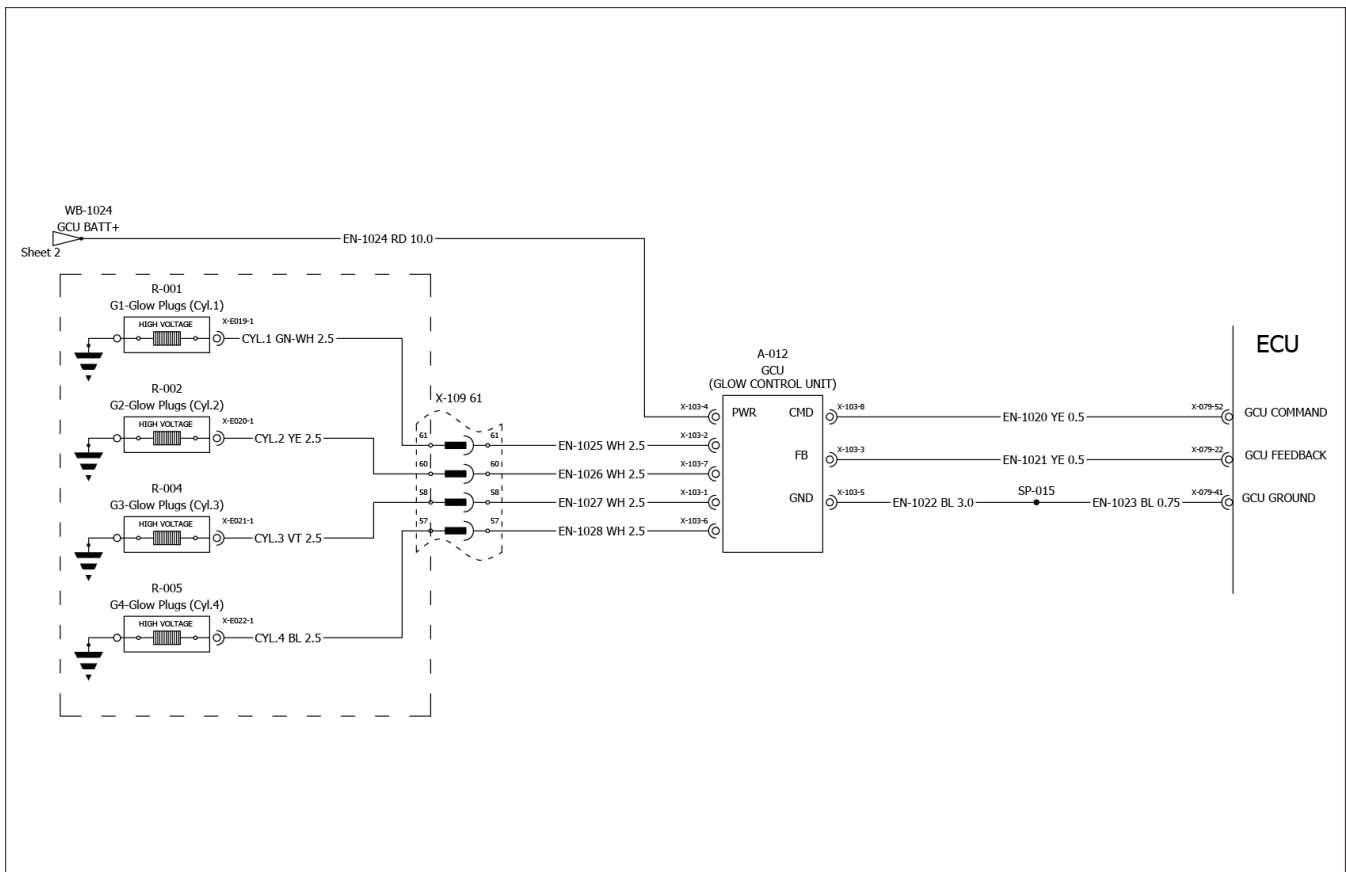 WB-1024
GCU BATT+
Sheet 2
EN-1024 RD 10.0
R-001
G1-Glow Plugs (Cyl.1)
HIGH VOLTAGE
X-E019-1
CYL.1 GN-WH 2.5
R-002
G2-Glow Plugs (Cyl.2)
HIGH VOLTAGE
X-E020-1
CYL.2 YE 2.5
R-004
G3-Glow Plugs (Cyl.3)
HIGH VOLTAGE
X-E021-1
CYL.3 VT 2.5
R-005
G4-Glow Plugs (Cyl.4)
HIGH VOLTAGE
X-E022-1
CYL.4 BL 2.5
X-109 61
61 61
60 60
58 58
57 57
EN-1025 WH 2.5
EN-1026 WH 2.5
EN-1027 WH 2.5
EN-1028 WH 2.5
A-012
GCU
(GLOW CONTROL UNIT)
X-103-4
X-103-2
X-103-7
X-103-1
X-103-6
PWR CMD
FB
GND
X-103-8
X-103-3
X-103-5
EN-1020 YE 0.5
EN-1021 YE 0.5
EN-1022 BL 3.0
SP-015
EN-1023 BL 0.75
ECU
X-079-52
GCU COMMAND
X-079-22
GCU FEEDBACK
X-079-41
GCU GROUND